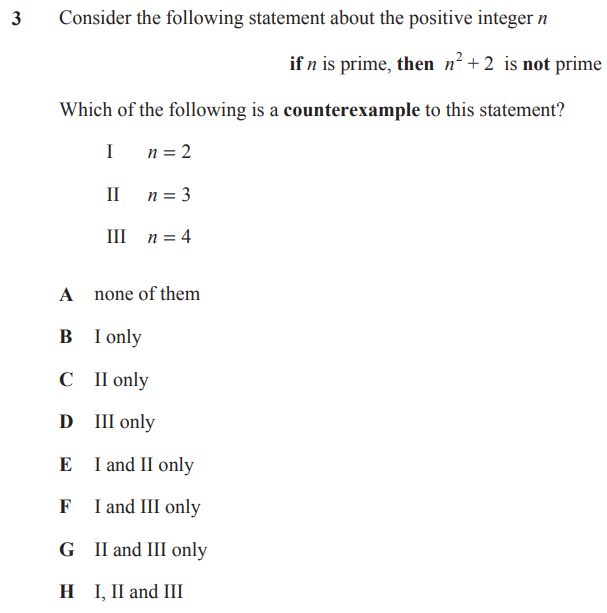 3 Consider the following statement about the positive integer n
if n is prime, then n² + 2 is not prime
Which of the following is a counterexample to this statement?
I n = 2
II n = 3
III n = 4
A none of them
B I only
C II only
D III only
E I and II only
F I and III only
G II and III only
H I, II and III